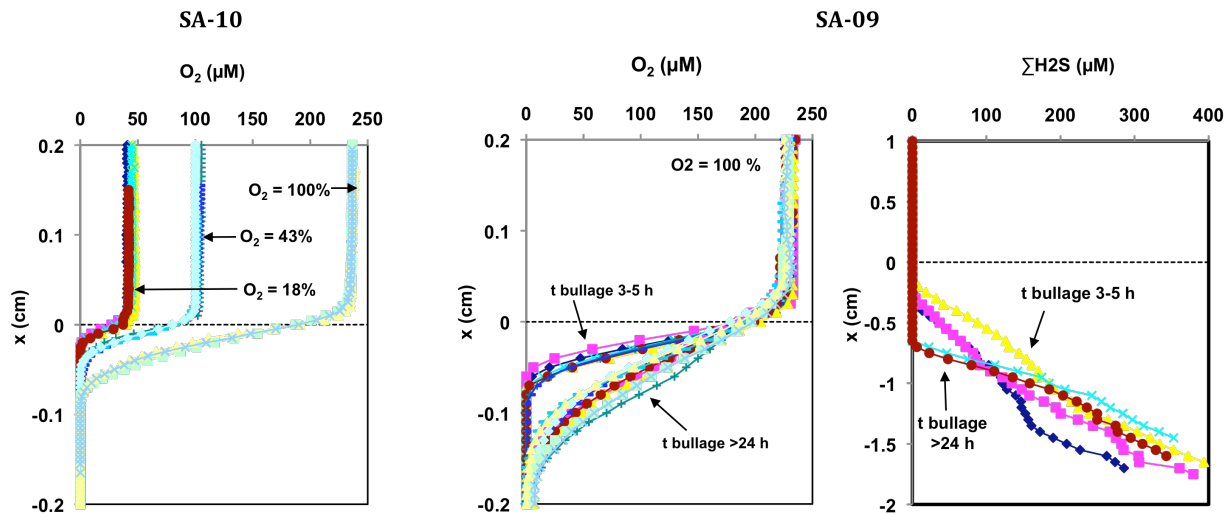 SA-10
SA-09
O₂ (µM)
0 50 100 150 200 250
0.2
0.1
0
-0.1
-0.2
x (cm)
O₂ = 100%
O₂ = 43%
O₂ = 18%
O₂ (µM)
0 50 100 150 200 250
0.2
0.1
0
-0.1
-0.2
x (cm)
O2 = 100 %
t bullage 3-5 h
t bullage >24 h
∑H2S (µM)
0 100 200 300 400
1
0.5
0
-0.5
-1
-1.5
-2
x (cm)
t bullage 3-5 h
t bullage
>24 h